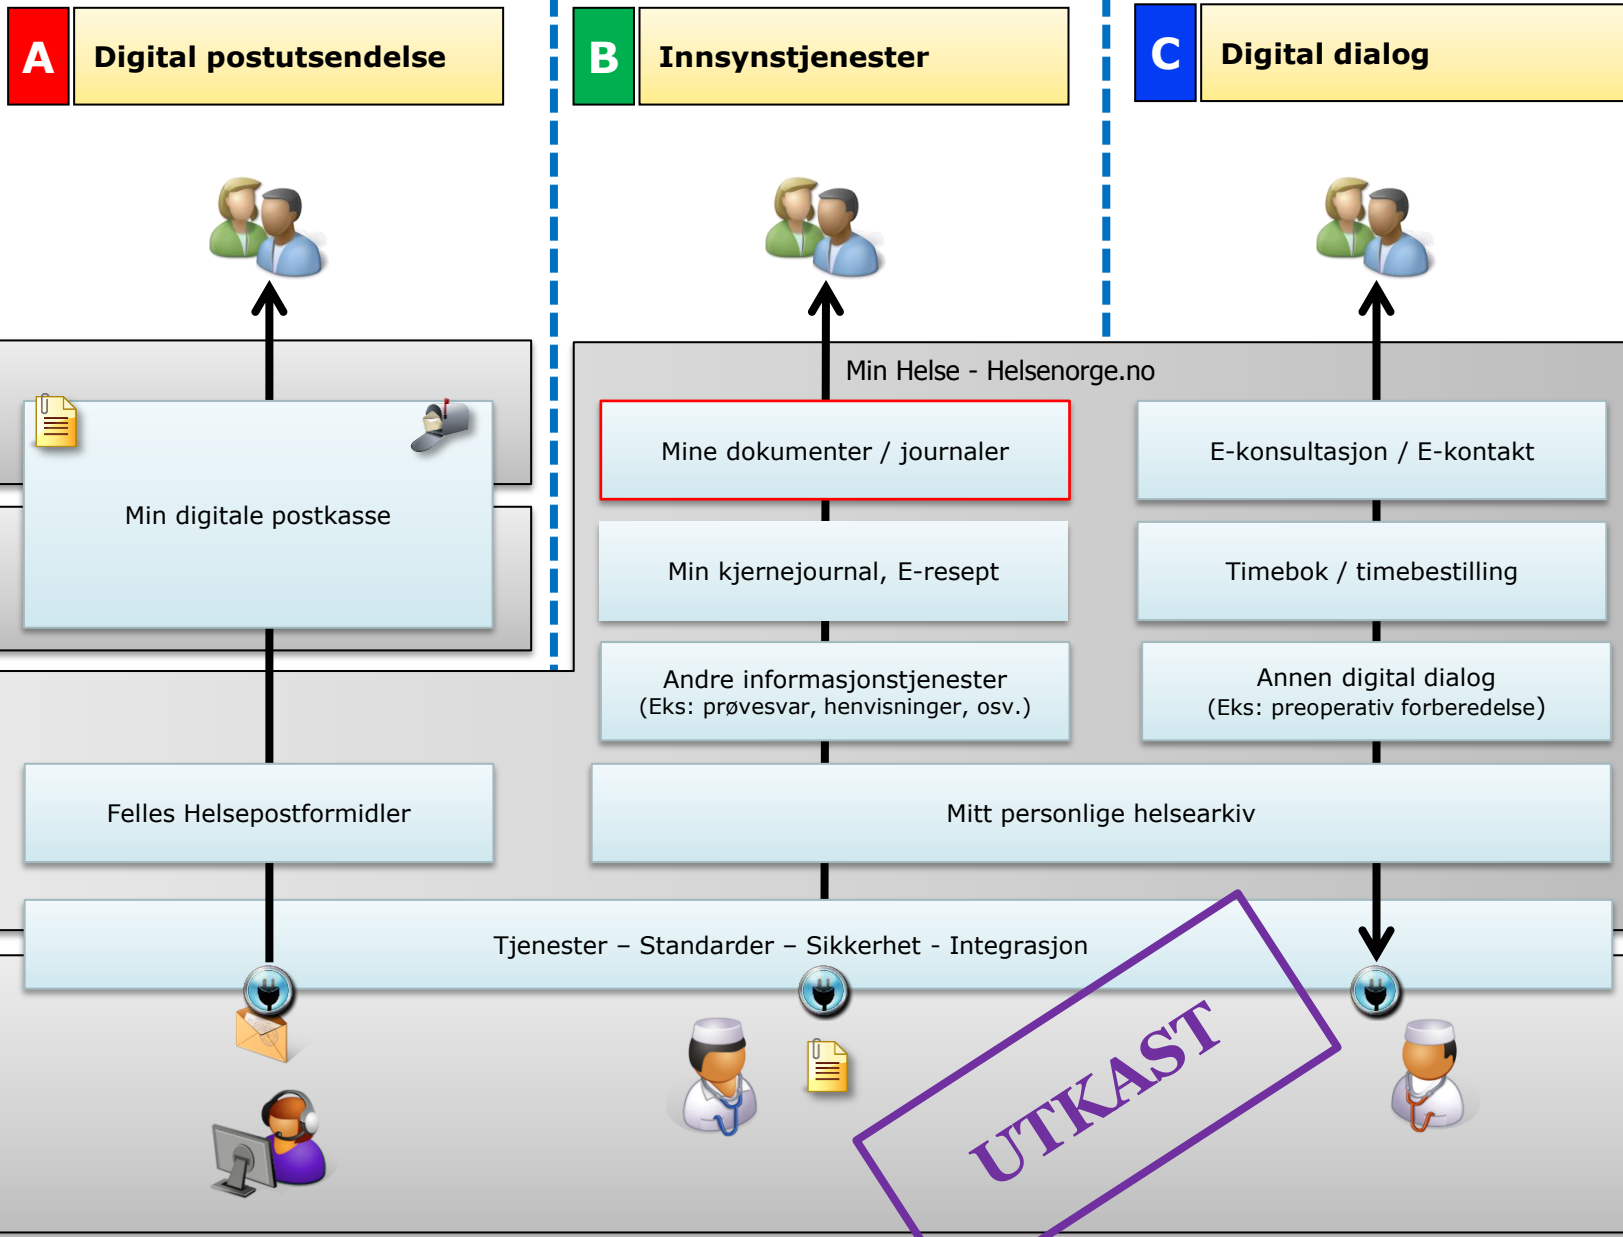 A
Digital postutsendelse
B
Innsynstjenester
C
Digital dialog
Min Helse - Helsenorge.no
Min digitale postkasse
Mine dokumenter / journaler
E-konsultasjon / E-kontakt
Min kjernejournal, E-resept
Timebok / timebestilling
Andre informasjonstjenester
(Eks: prøvesvar, henvisninger, osv.)
Annen digital dialog
(Eks: preoperativ forberedelse)
Felles Helsepostformidler
Mitt personlige helsearkiv
Tjenester – Standarder – Sikkerhet - Integrasjon
UTKAST